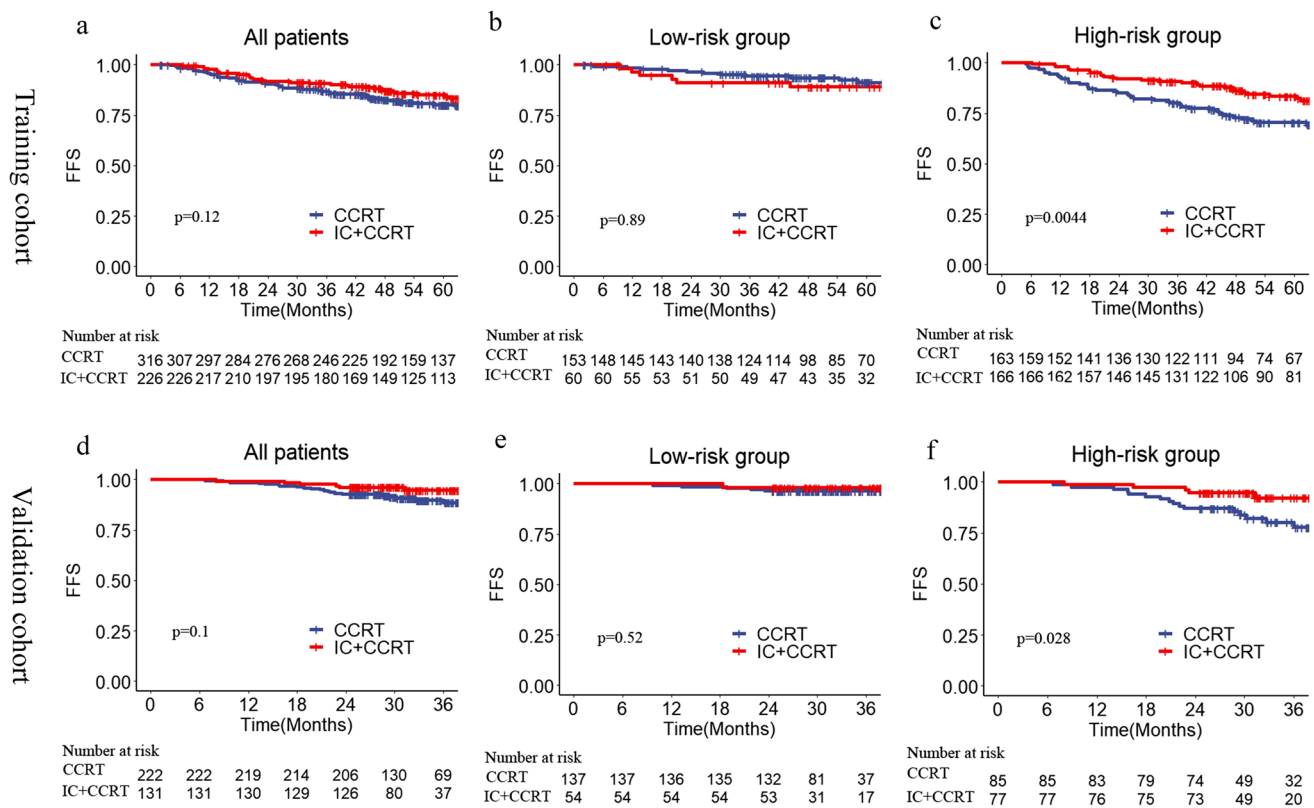 Training cohort
a
All patients
FFS
1.00
0.75
0.50
0.25
0.00
p=0.12
CCRT
IC+CCRT
0 6 12 18 24 30 36 42 48 54 60
Time(Months)
Number at risk
CCRT 316 307 297 284 276 268 246 225 192 159 137
IC+CCRT 226 226 217 210 197 195 180 169 149 125 113
b
Low-risk group
FFS
1.00
0.75
0.50
0.25
0.00
p=0.89
CCRT
IC+CCRT
0 6 12 18 24 30 36 42 48 54 60
Time(Months)
Number at risk
CCRT 153 148 145 143 140 138 124 114 98 85 70
IC+CCRT 60 60 55 53 51 50 49 47 43 35 32
c
High-risk group
FFS
1.00
0.75
0.50
0.25
0.00
p=0.0044
CCRT
IC+CCRT
0 6 12 18 24 30 36 42 48 54 60
Time(Months)
Number at risk
CCRT 163 159 152 141 136 130 122 111 94 74 67
IC+CCRT 166 166 162 157 146 145 131 122 106 90 81
Validation cohort
d
All patients
FFS
1.00
0.75
0.50
0.25
0.00
p=0.1
CCRT
IC+CCRT
0 6 12 18 24 30 36
Time(Months)
Number at risk
CCRT 222 222 219 214 206 130 69
IC+CCRT 131 131 130 129 126 80 37
e
Low-risk group
FFS
1.00
0.75
0.50
0.25
0.00
p=0.52
CCRT
IC+CCRT
0 6 12 18 24 30 36
Time(Months)
Number at risk
CCRT 137 137 136 135 132 81 37
IC+CCRT 54 54 54 54 53 31 17
f
High-risk group
FFS
1.00
0.75
0.50
0.25
0.00
p=0.028
CCRT
IC+CCRT
0 6 12 18 24 30 36
Time(Months)
Number at risk
CCRT 85 85 83 79 74 49 32
IC+CCRT 77 77 76 75 73 49 20